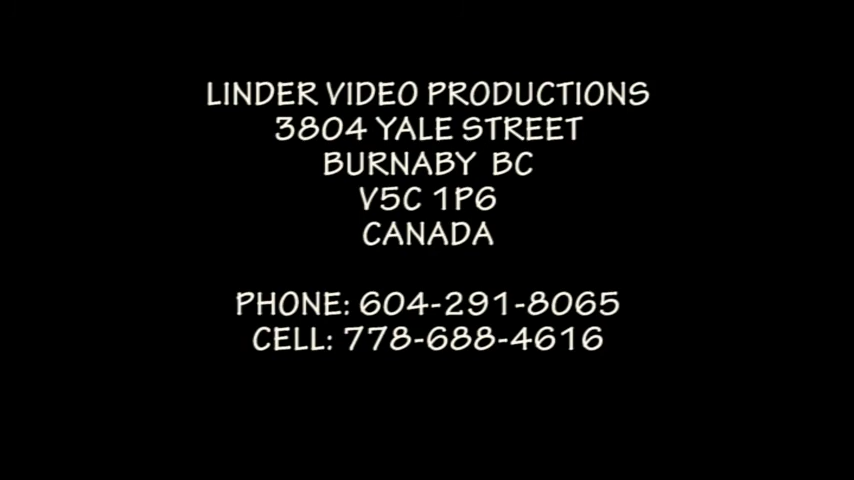 LINDER VIDEO PRODUCTIONS
3804 YALE STREET
BURNABY BC
V5C 1P6
CANADA
PHONE: 604-291-8065
CELL: 778-688-4616